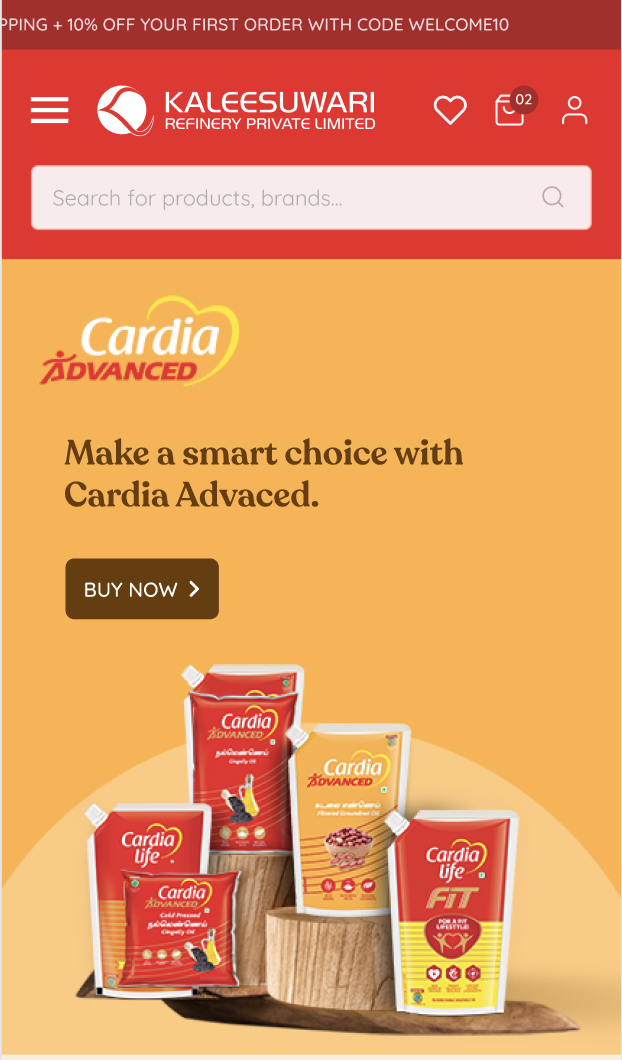 PPING + 10% OFF YOUR FIRST ORDER WITH CODE WELCOME10
KALEESUWARI
REFINERY PRIVATE LIMITED
02
Search for products, brands...
Cardia
ADVANCED
Make a smart choice with
Cardia Advaced.
BUY NOW
Cardia
ADVANCED
நல்லெண்ணெய்
Gingelly Oil
Cardia
ADVANCED
கடலை எண்ணெய்
Filtered Groundnut Oil
Cardia
life
Cardia
ADVANCED
Cold Pressed
நல்லெண்ணெய்
Gingelly Oil
Cardia
life
FiT
FOR A FIT
LIFESTYLE!